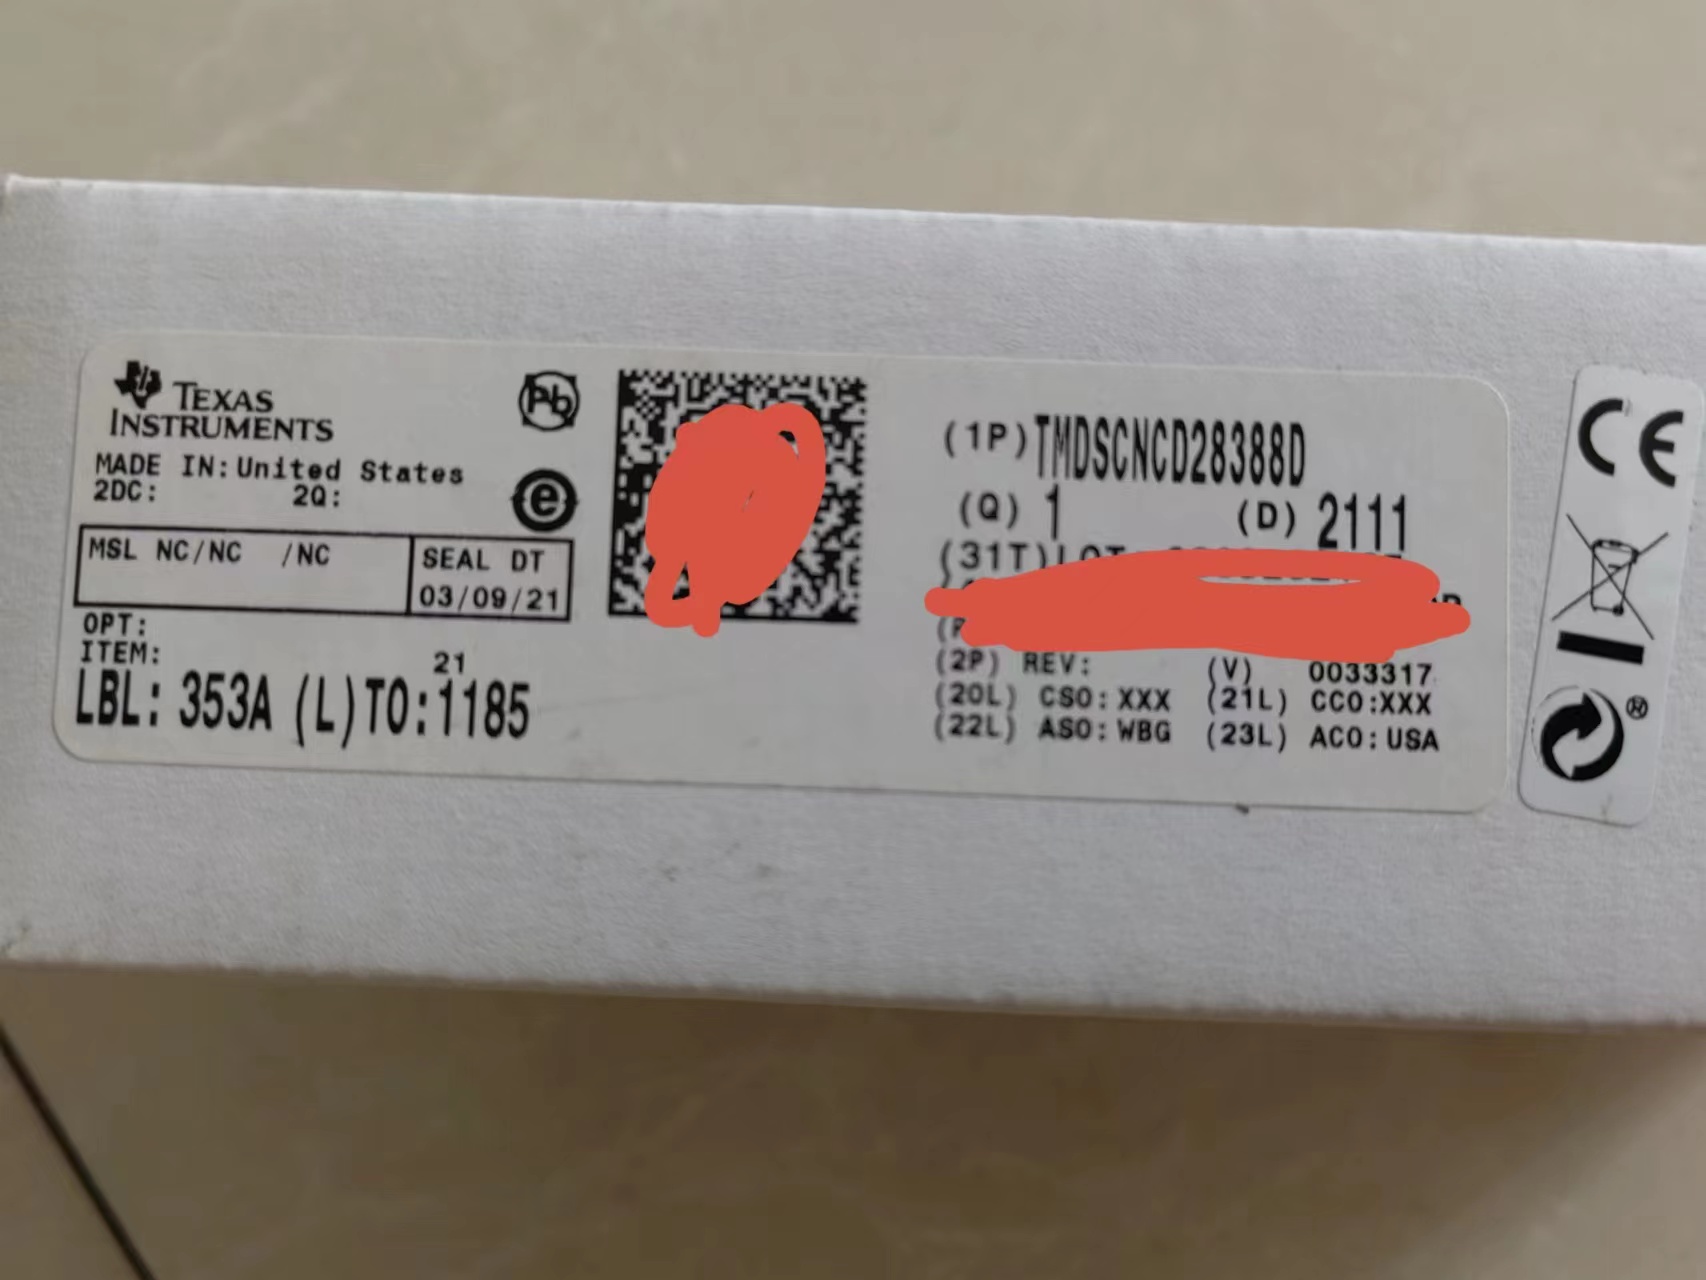 TEXAS
INSTRUMENTS
MADE IN: United States
2DC: 2Q:
MSL NC/NC /NC
SEAL DT
03/09/21
OPT:
ITEM: 21
LBL: 353A (L)TO:1185
Pb
e
(1P)TMDSCNCD28388D
(Q) 1 (D) 2111
(31T)LOT
(2P) REV: (V) 0033317
(20L) CSO:XXX (21L) CCO:XXX
(22L) ASO:WBG (23L) ACO:USA
CE
®